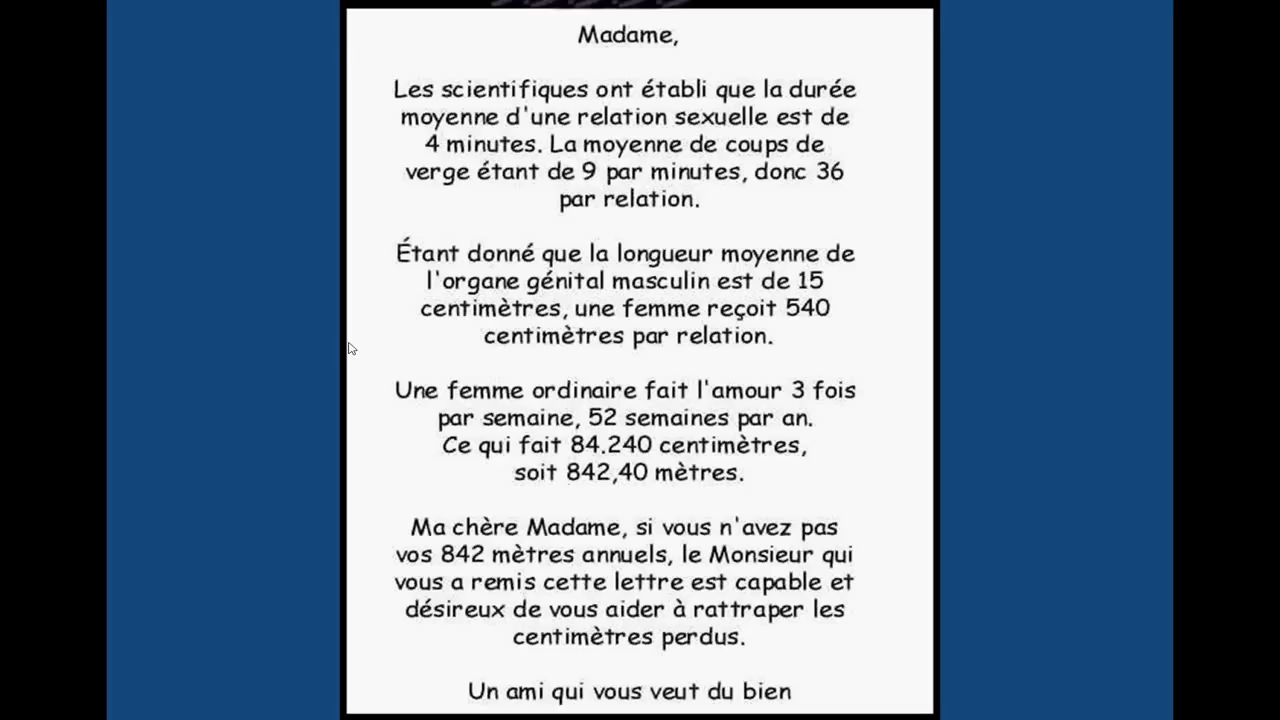 Madame,
Les scientifiques ont établi que la durée
moyenne d'une relation sexuelle est de
4 minutes. La moyenne de coups de
verge étant de 9 par minutes, donc 36
par relation.
Étant donné que la longueur moyenne de
l'organe génital masculin est de 15
centimètres, une femme reçoit 540
centimètres par relation.
Une femme ordinaire fait l'amour 3 fois
par semaine, 52 semaines par an.
Ce qui fait 84.240 centimètres,
soit 842,40 mètres.
Ma chère Madame, si vous n'avez pas
vos 842 mètres annuels, le Monsieur qui
vous a remis cette lettre est capable et
désireux de vous aider à rattraper les
centimètres perdus.
Un ami qui vous veut du bien